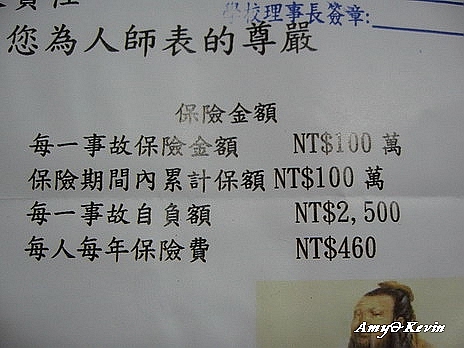 學校理事長簽章:
您為人師表的尊嚴
保險金額
每一事故保險金額 NT$100 萬
保險期間內累計保額 NT$100 萬
每一事故自負額 NT$2,500
每人每年保險費 NT$460
Amy∂ Kevin